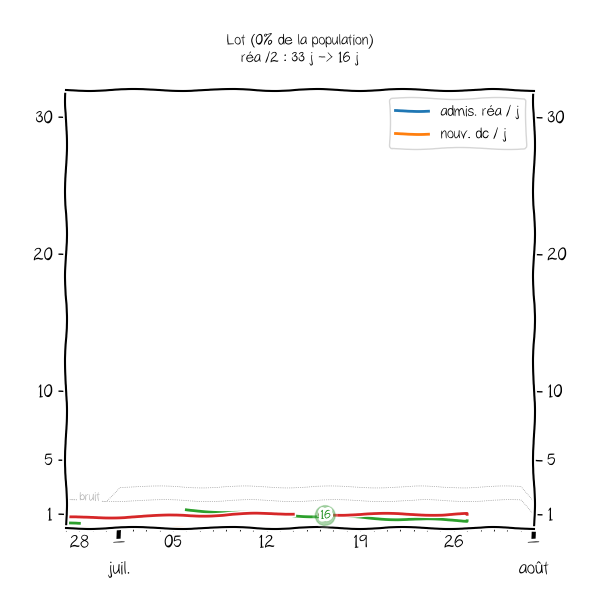 Lot (0% de la population)
réa /2 : 33 j -> 16 j
admis. réa / j
nouv. dc / j
30
30
20
20
10
10
5
5
bruit
16
1
1
28
05
12
19
26
juil.
août